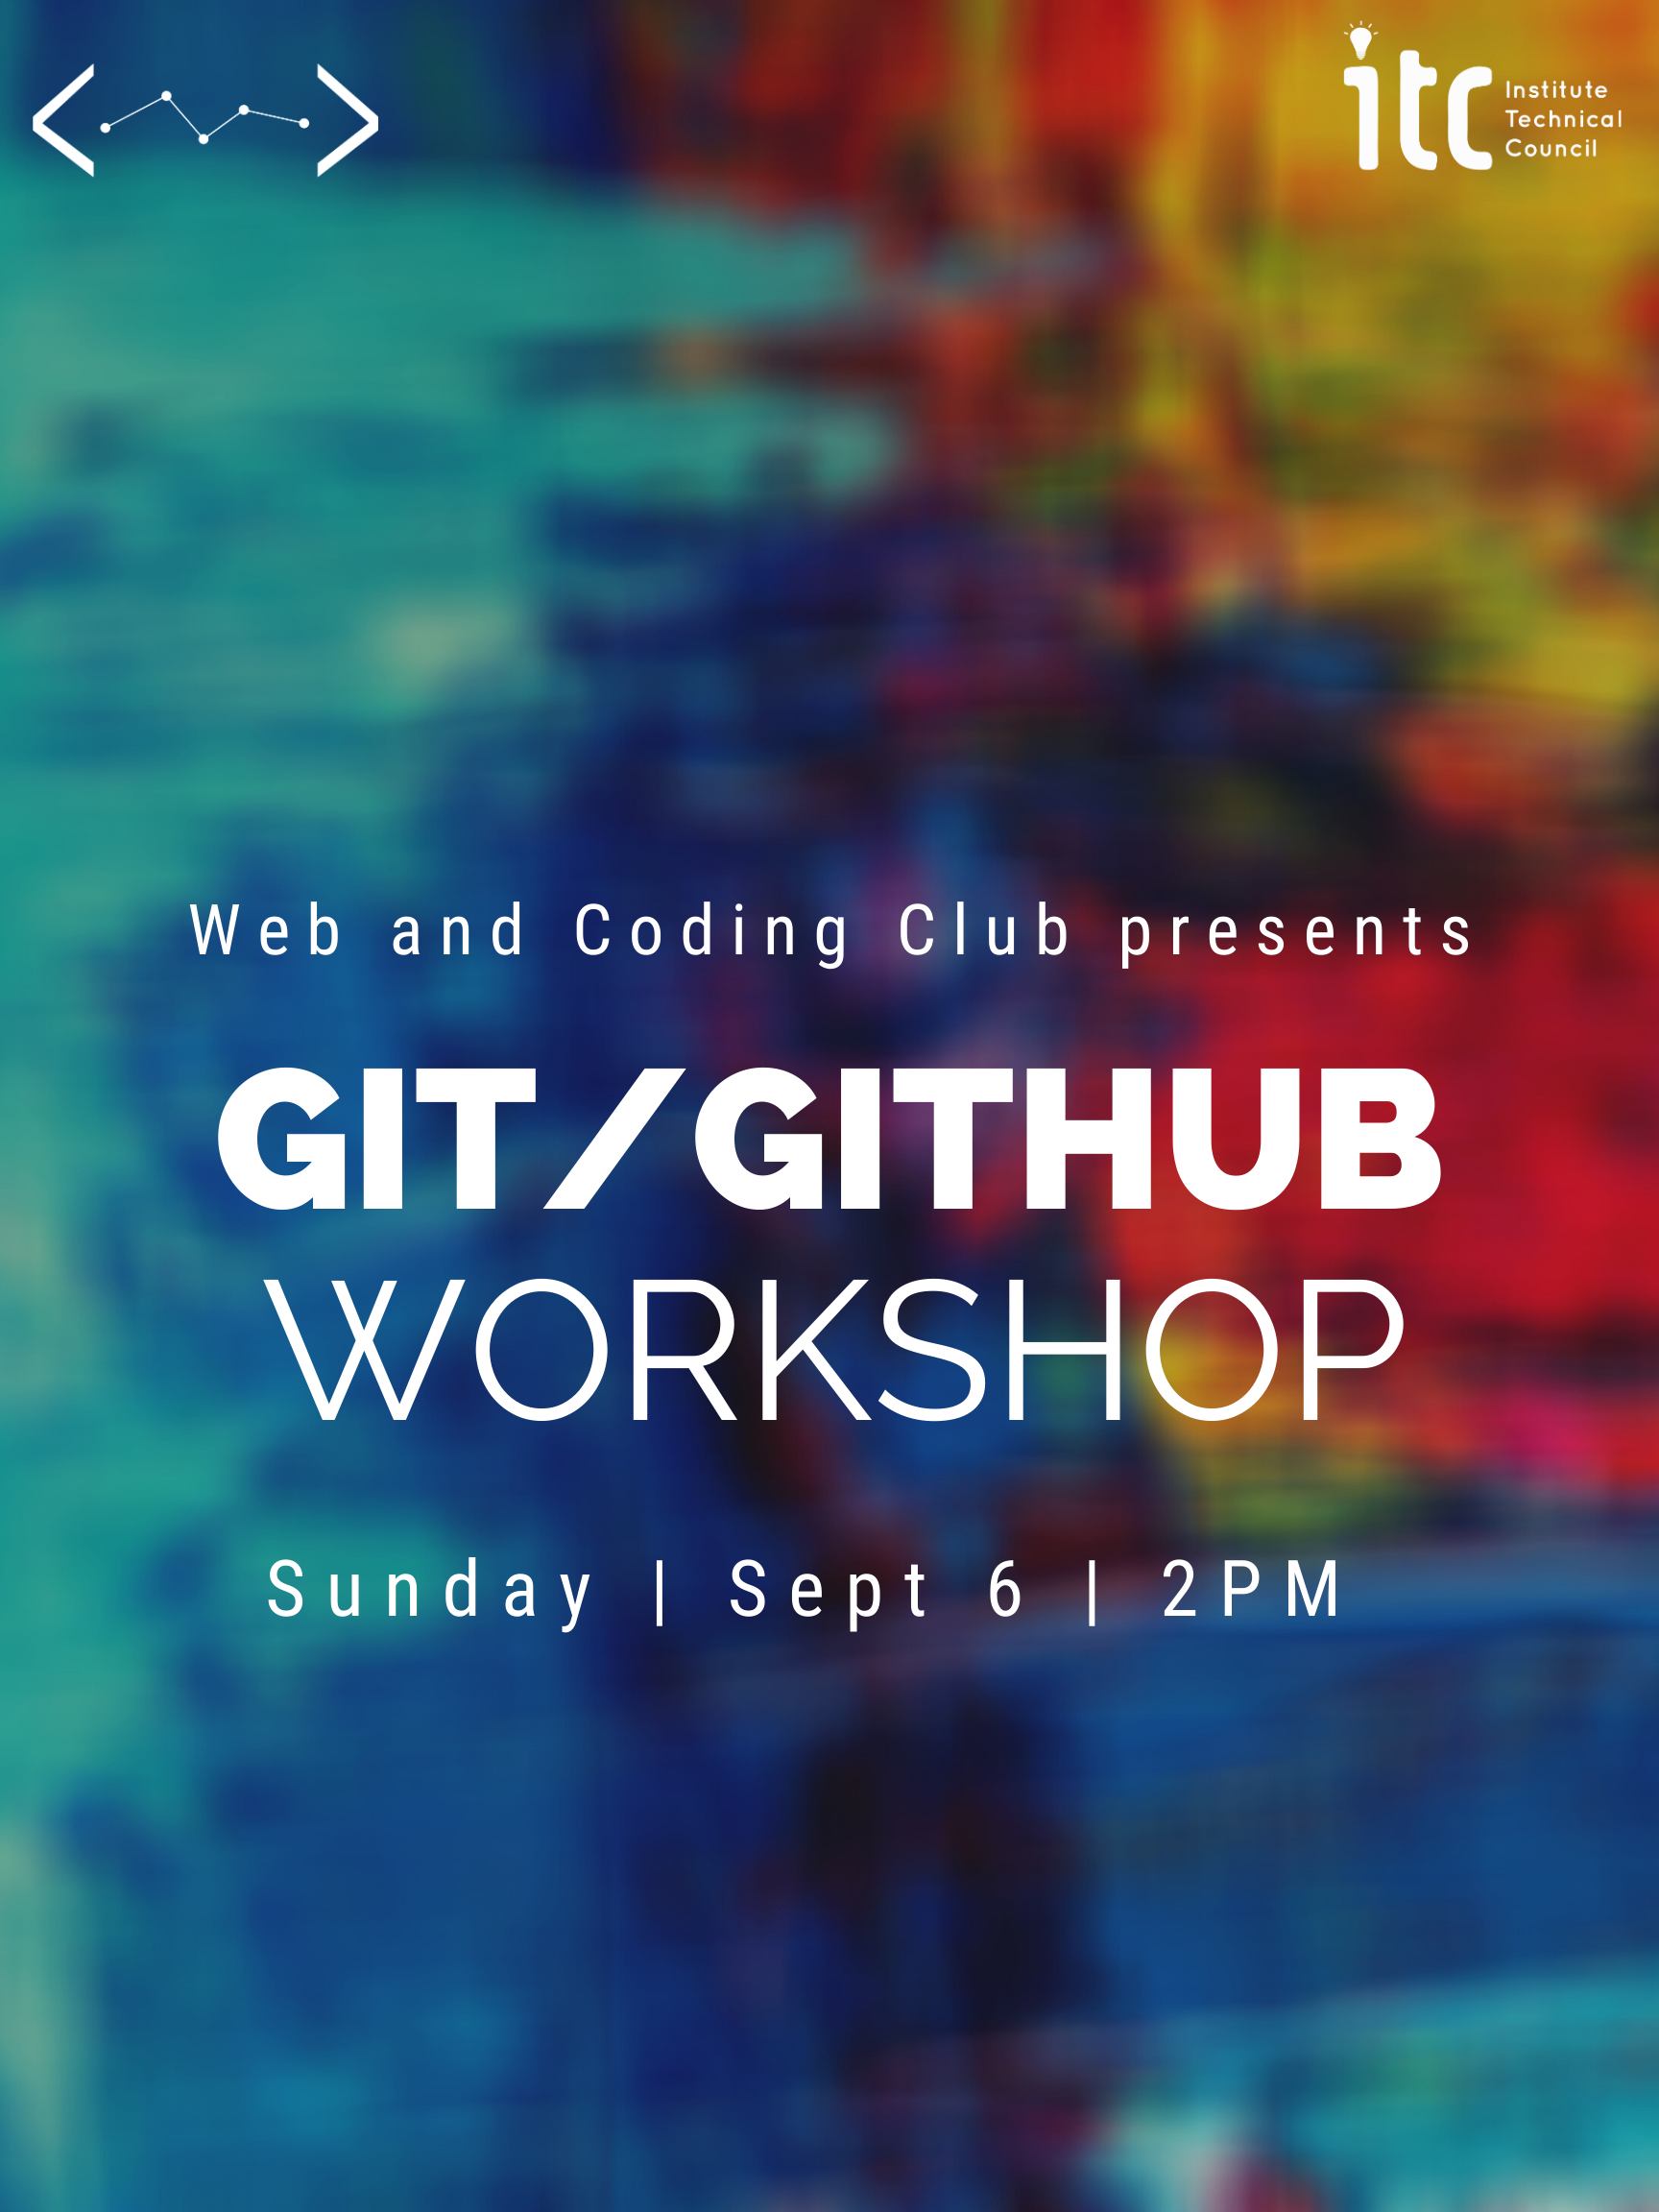 itc
Institute
Technical
Council
Web and Coding Club presents
GIT/GITHUB
WORKSHOP
Sunday | Sept 6 | 2PM